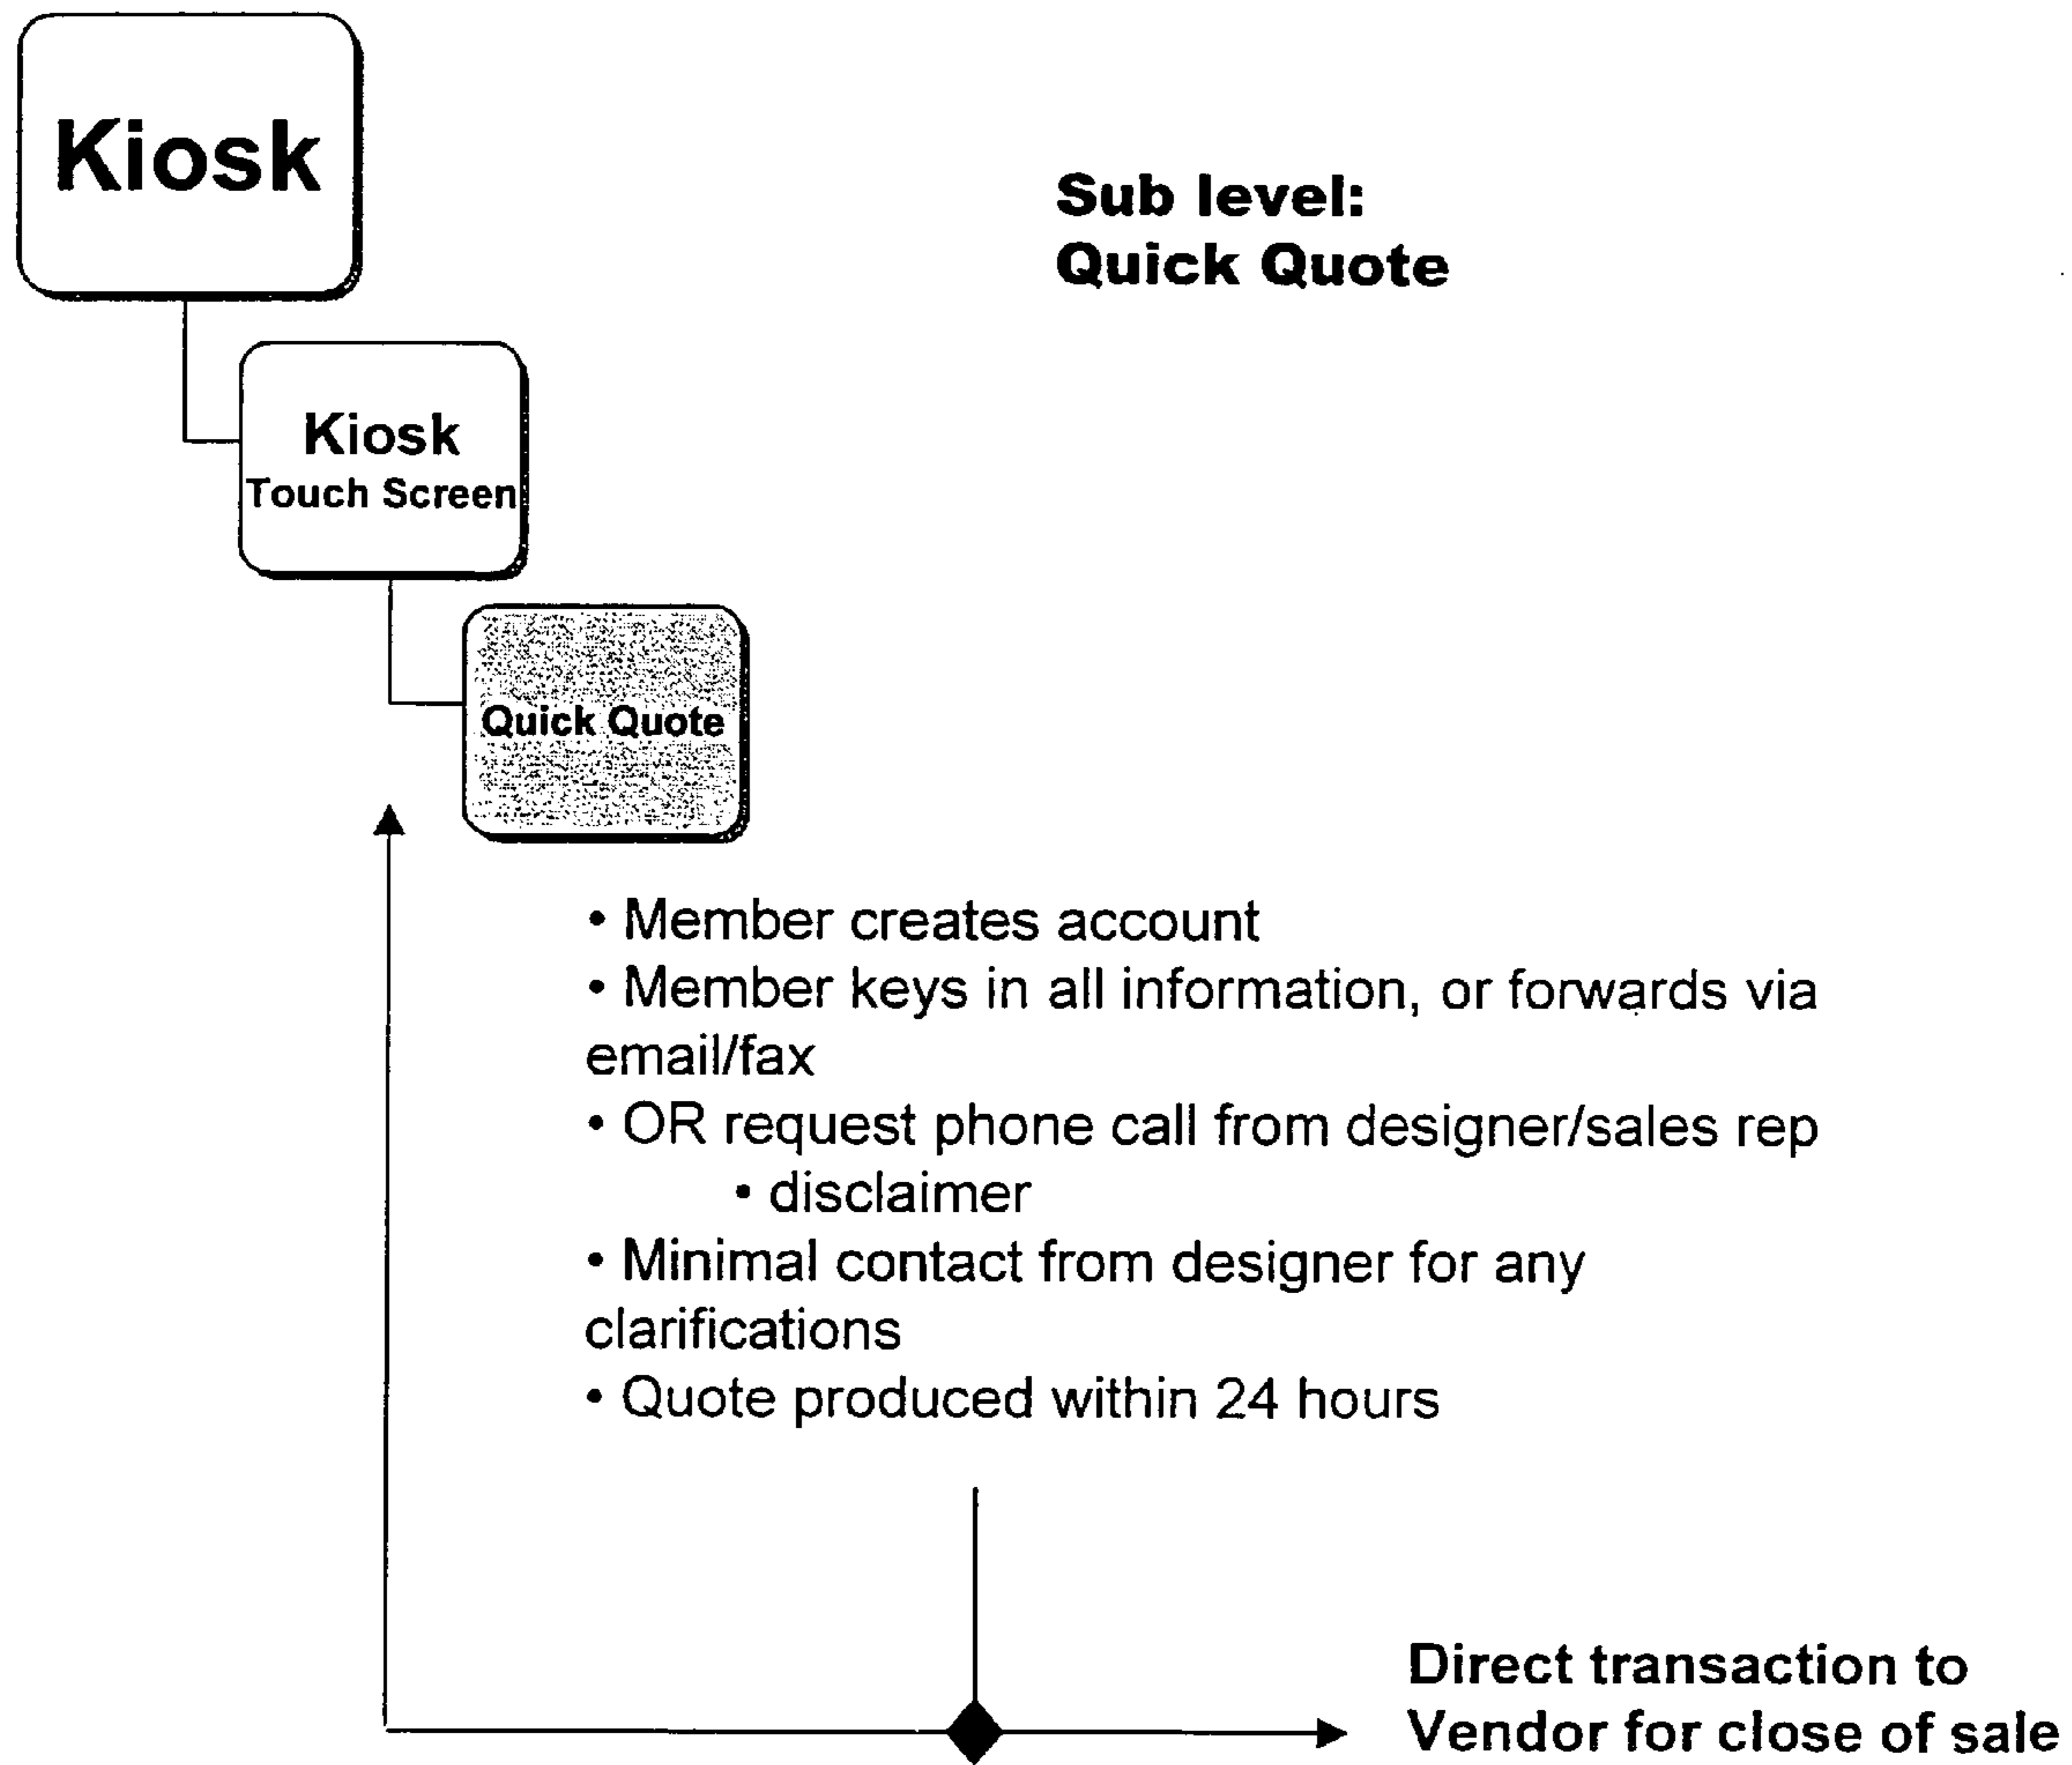 Kiosk
Sub level:
Quick Quote
Kiosk
Touch Screen
Quick Quote
• Member creates account
• Member keys in all information, or forwards via
email/fax
• OR request phone call from designer/sales rep
• disclaimer
• Minimal contact from designer for any
clarifications
• Quote produced within 24 hours
Direct transaction to
Vendor for close of sale